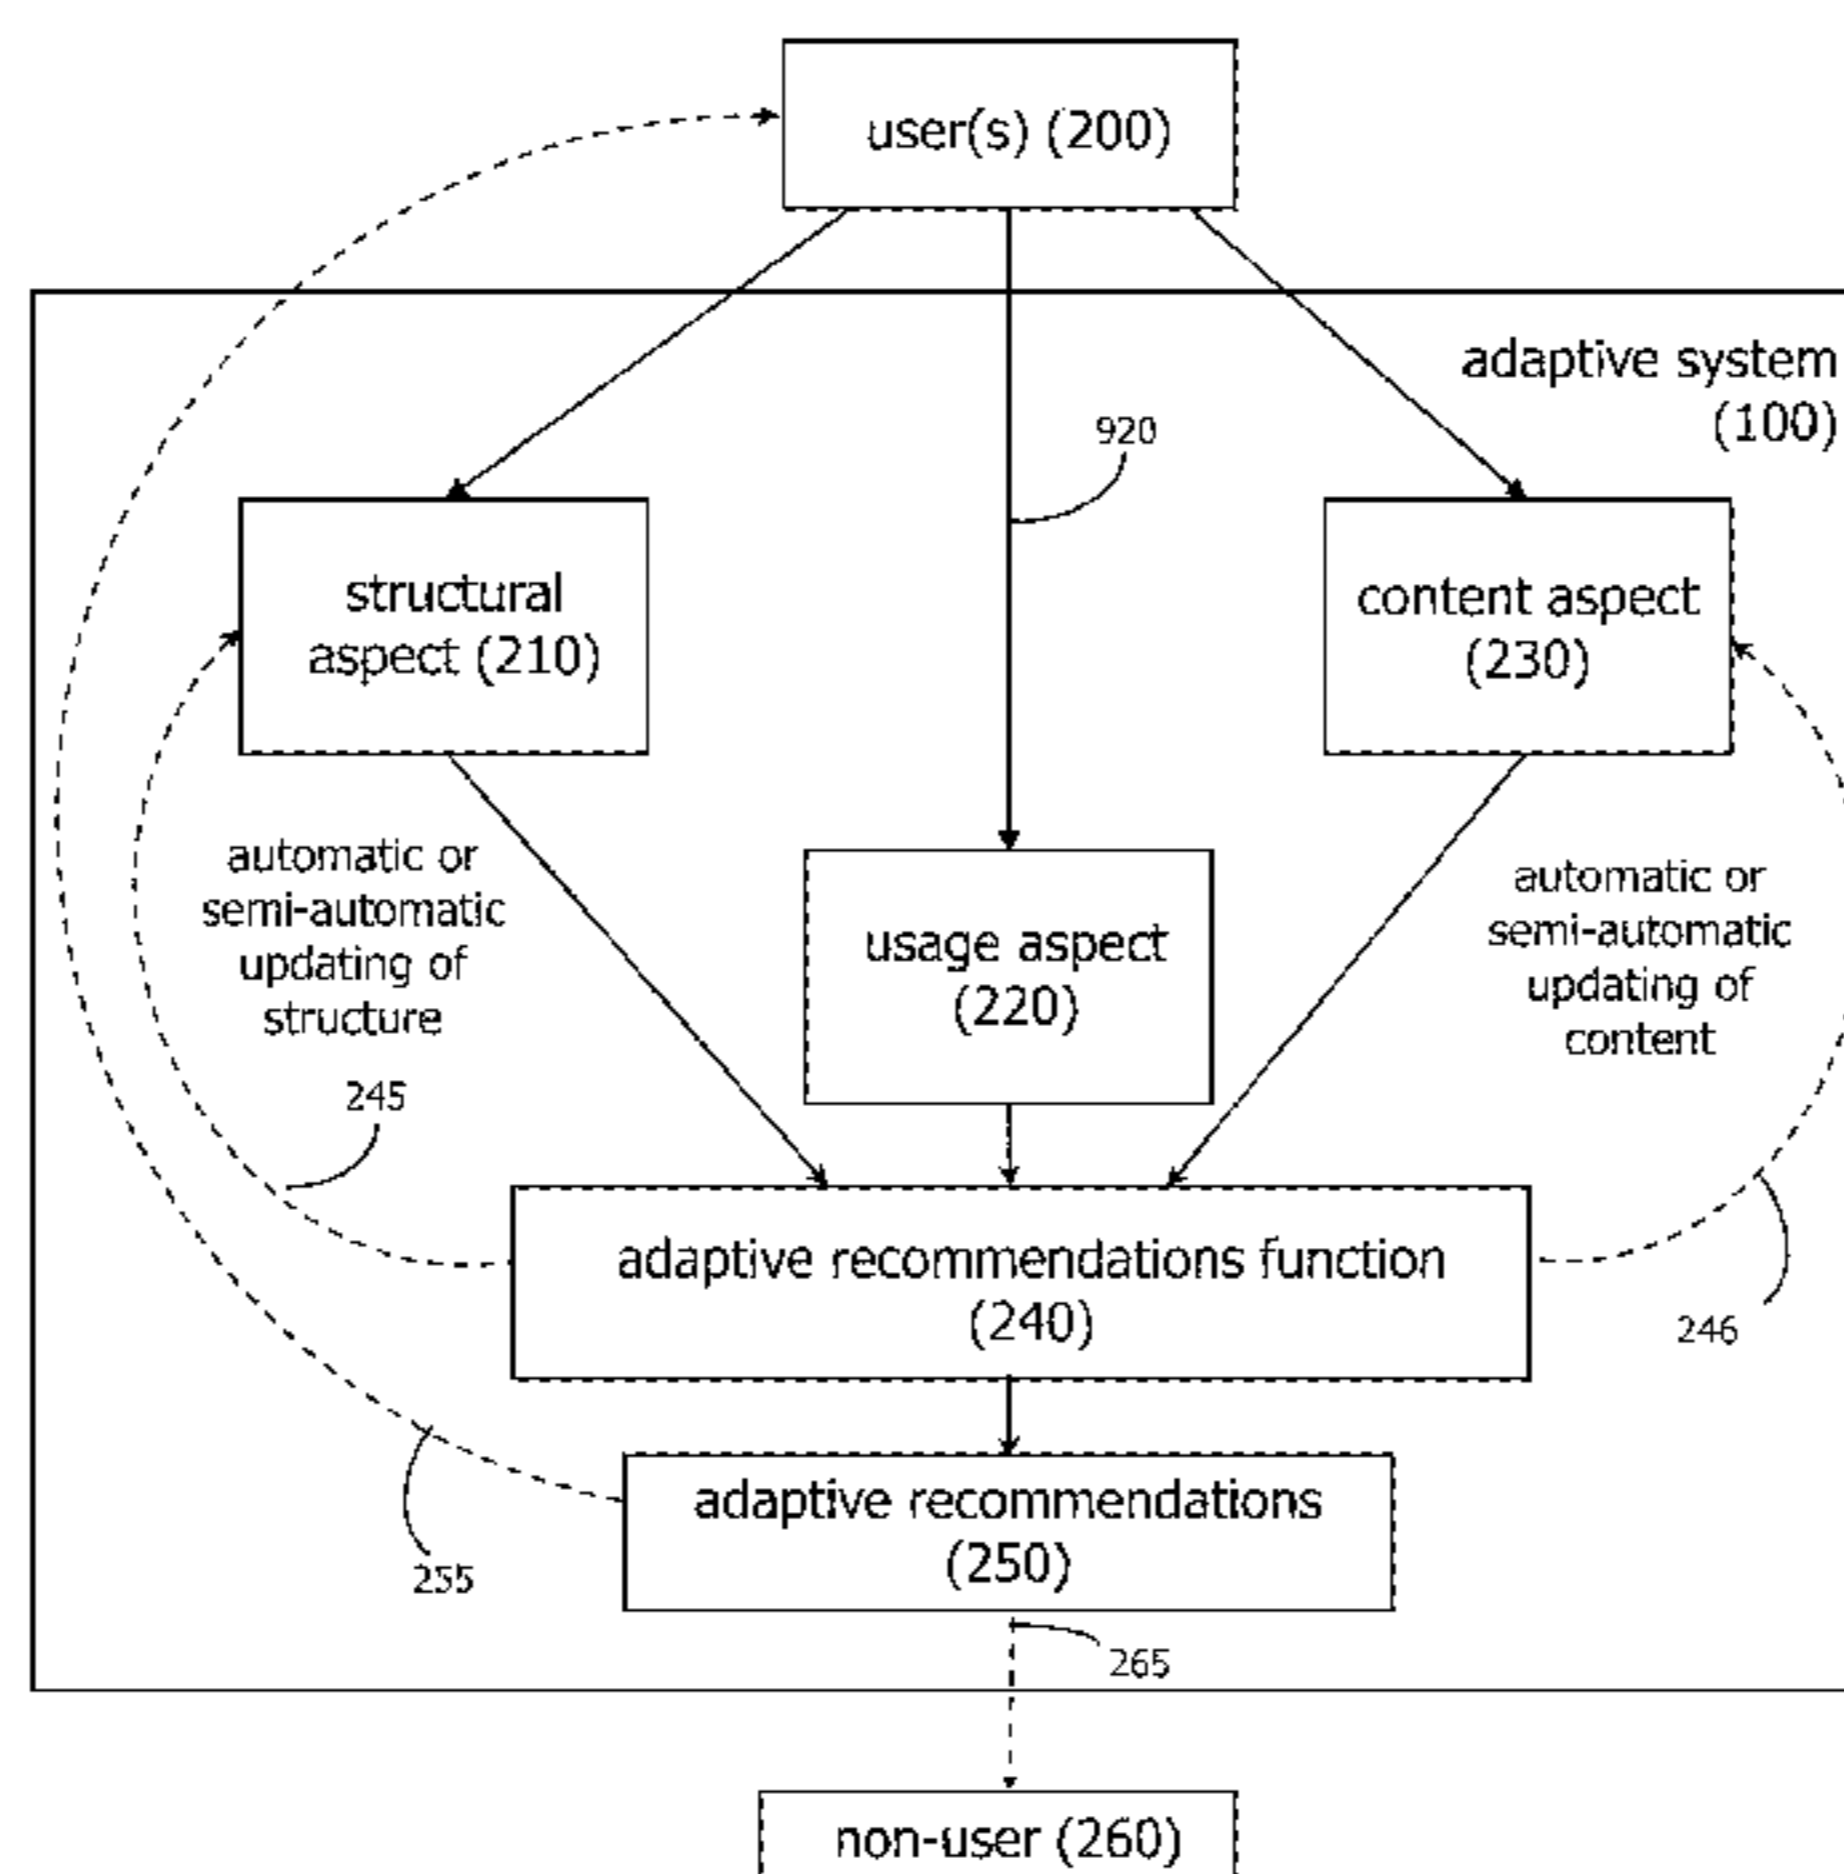 user(s) (200)
adaptive system
(100)
920
structural
aspect (210)
content aspect
(230)
automatic or
semi-automatic
updating of
structure
usage aspect
(220)
automatic or
semi-automatic
updating of
content
245
adaptive recommendations function
(240)
246
adaptive recommendations
(250)
255
265
non-user (260)